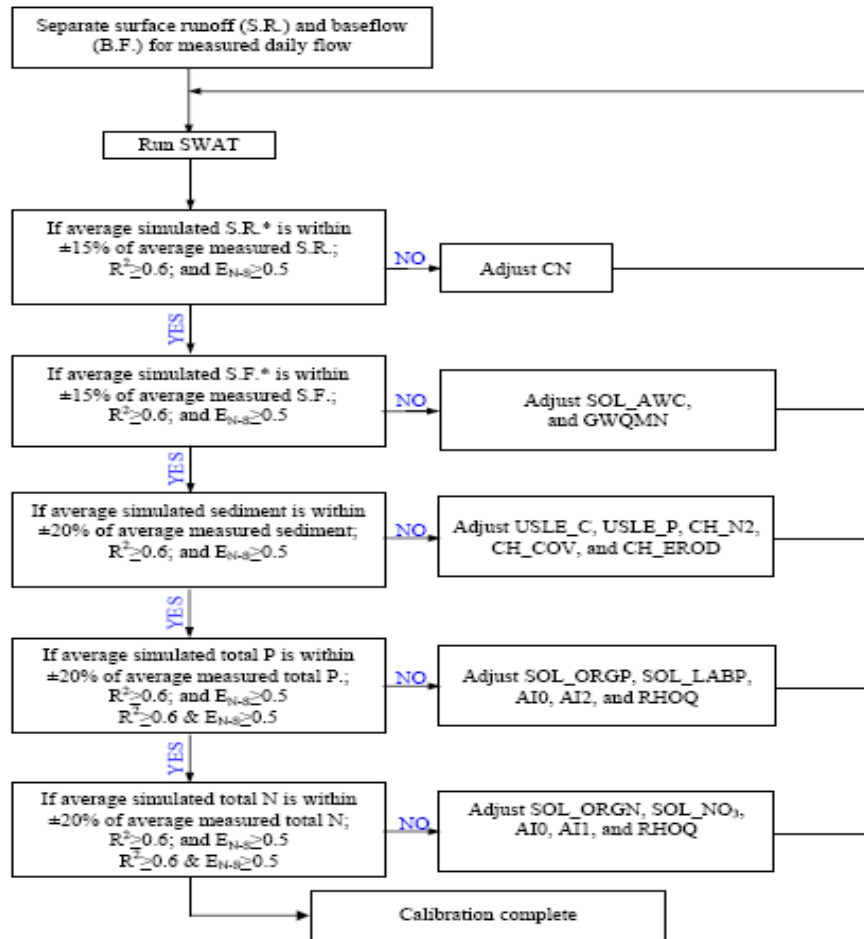 Separate surface runoff (S.R.) and baseflow
(B.F.) for measured daily flow
Run SWAT
If average simulated S.R.* is within
±15% of average measured S.R.;
R²≥0.6; and E_N-S≥0.5
NO
Adjust CN
YES
If average simulated S.F.* is within
±15% of average measured S.F.;
R²≥0.6; and E_N-S≥0.5
NO
Adjust SOL_AWC,
and GWQMN
YES
If average simulated sediment is within
±20% of average measured sediment;
R²≥0.6; and E_N-S≥0.5
NO
Adjust USLE_C, USLE_P, CH_N2,
CH_COV, and CH_EROD
YES
If average simulated total P is within
±20% of average measured total P.;
R²≥0.6; and E_N-S≥0.5
R²≥0.6 & E_N-S≥0.5
NO
Adjust SOL_ORGP, SOL_LABP,
AI0, AI2, and RHOQ
YES
If average simulated total N is within
±20% of average measured total N;
R²≥0.6; and E_N-S≥0.5
R²≥0.6 & E_N-S≥0.5
NO
Adjust SOL_ORGN, SOL_NO₃,
AI0, AI1, and RHOQ
Calibration complete